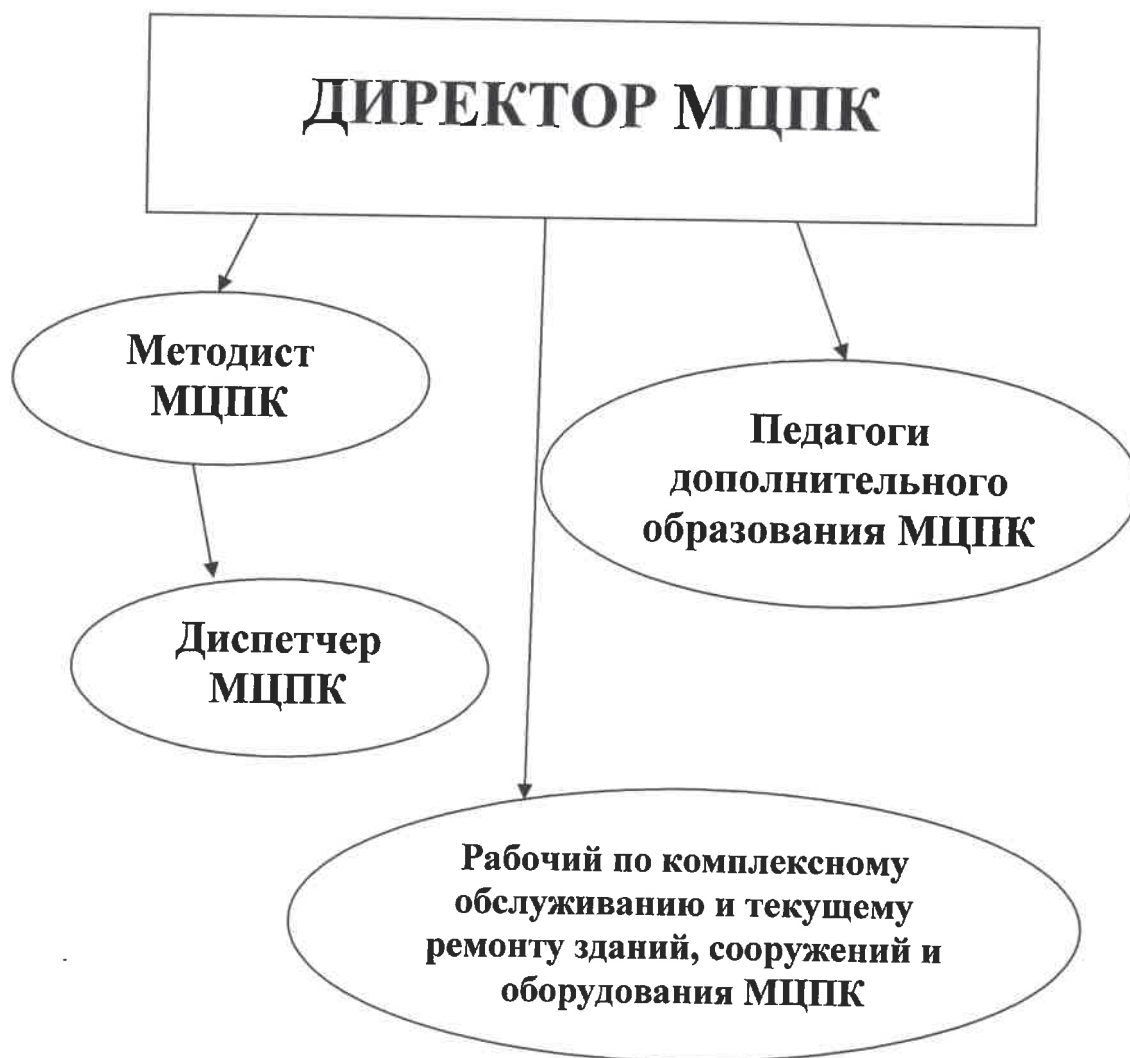 ДИРЕКТОР МЦПК
Методист
МЦПК
Педагоги
дополнительного
образования МЦПК
Диспетчер
МЦПК
Рабочий по комплексному
обслуживанию и текущему
ремонту зданий, сооружений и
оборудования МЦПК